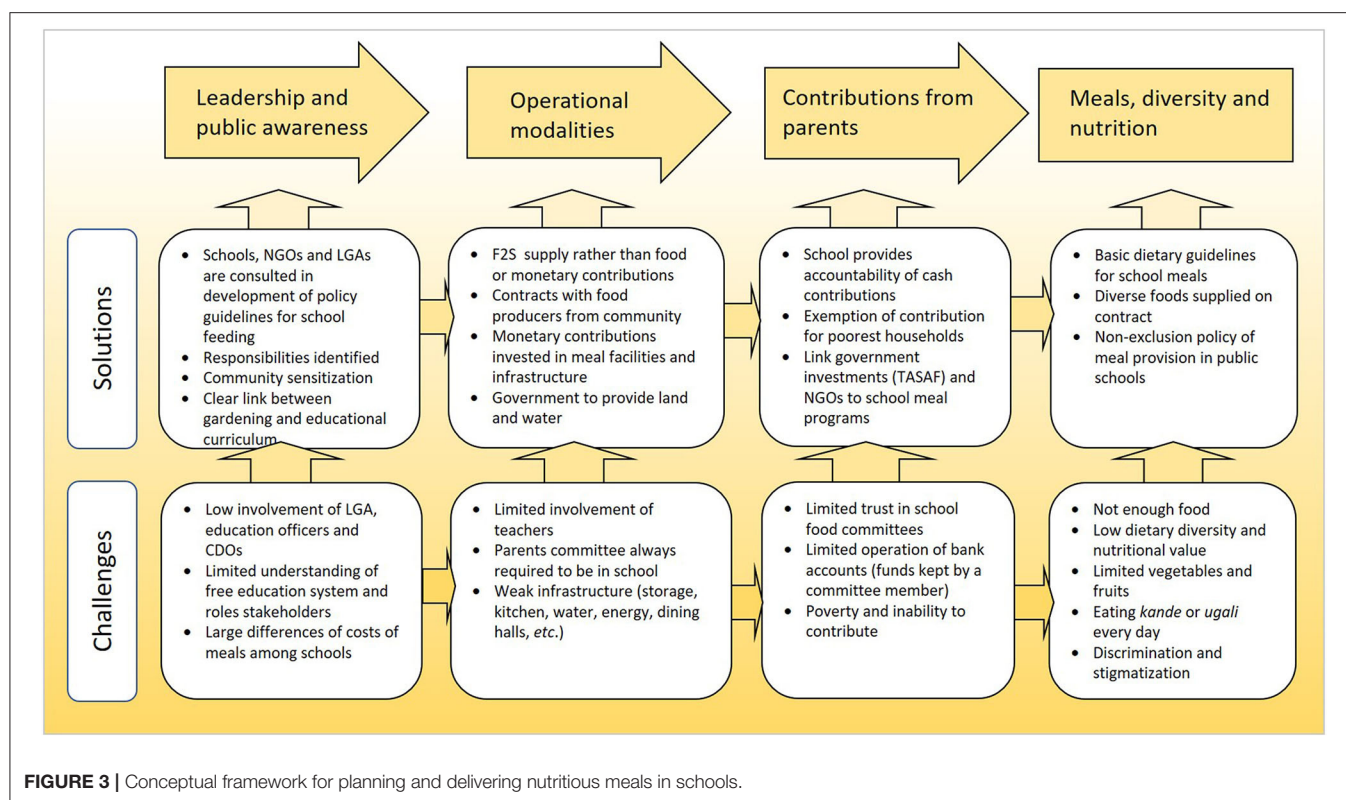 Leadership and
public awareness
Operational
modalities
Contributions from
parents
Meals, diversity and
nutrition
Solutions
• Schools, NGOs and LGAs
are consulted in
development of policy
guidelines for school
feeding
• Responsibilities identified
• Community sensitization
• Clear link between
gardening and educational
curriculum
• F2S supply rather than food
or monetary contributions
• Contracts with food
producers from community
• Monetary contributions
invested in meal facilities and
infrastructure
• Government to provide land
and water
• School provides
accountability of cash
contributions
• Exemption of contribution
for poorest households
• Link government
investments (TASAF) and
NGOs to school meal
programs
• Basic dietary guidelines
for school meals
• Diverse foods supplied on
contract
• Non-exclusion policy of
meal provision in public
schools
Challenges
• Low involvement of LGA,
education officers and
CDOs
• Limited understanding of
free education system and
roles stakeholders
• Large differences of costs of
meals among schools
• Limited involvement of
teachers
• Parents committee always
required to be in school
• Weak infrastructure (storage,
kitchen, water, energy, dining
halls, etc.)
• Limited trust in school
food committees
• Limited operation of bank
accounts (funds kept by a
committee member)
• Poverty and inability to
contribute
• Not enough food
• Low dietary diversity and
nutritional value
• Limited vegetables and
fruits
• Eating kande or ugali
every day
• Discrimination and
stigmatization
FIGURE 3 | Conceptual framework for planning and delivering nutritious meals in schools.